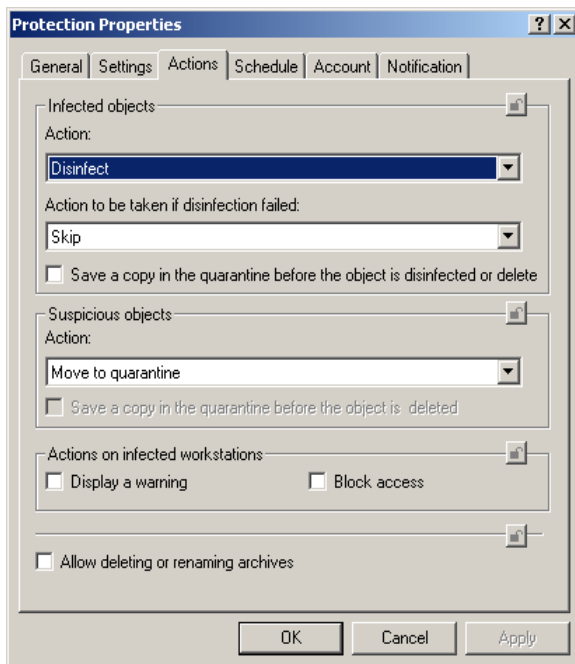 Protection Properties
General Settings Actions Schedule Account Notification
Infected objects
Action:
Disinfect
Action to be taken if disinfection failed:
Skip
Save a copy in the quarantine before the object is disinfected or delete
Suspicious objects
Action:
Move to quarantine
Save a copy in the quarantine before the object is deleted
Actions on infected workstations
Display a warning Block access
Allow deleting or renaming archives
OK Cancel Apply